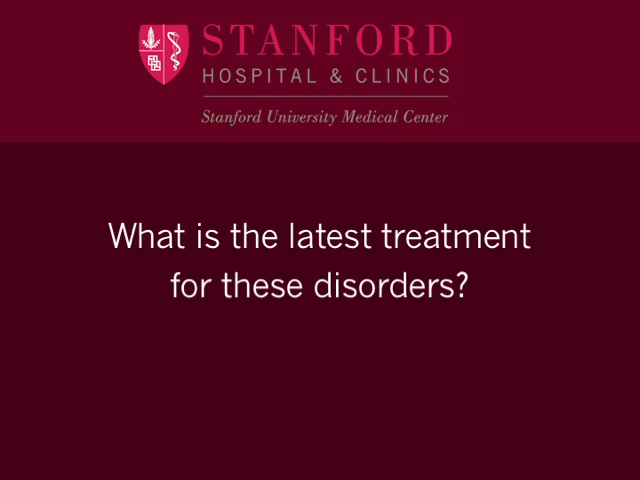 STANFORD
HOSPITAL & CLINICS
Stanford University Medical Center
What is the latest treatment
for these disorders?